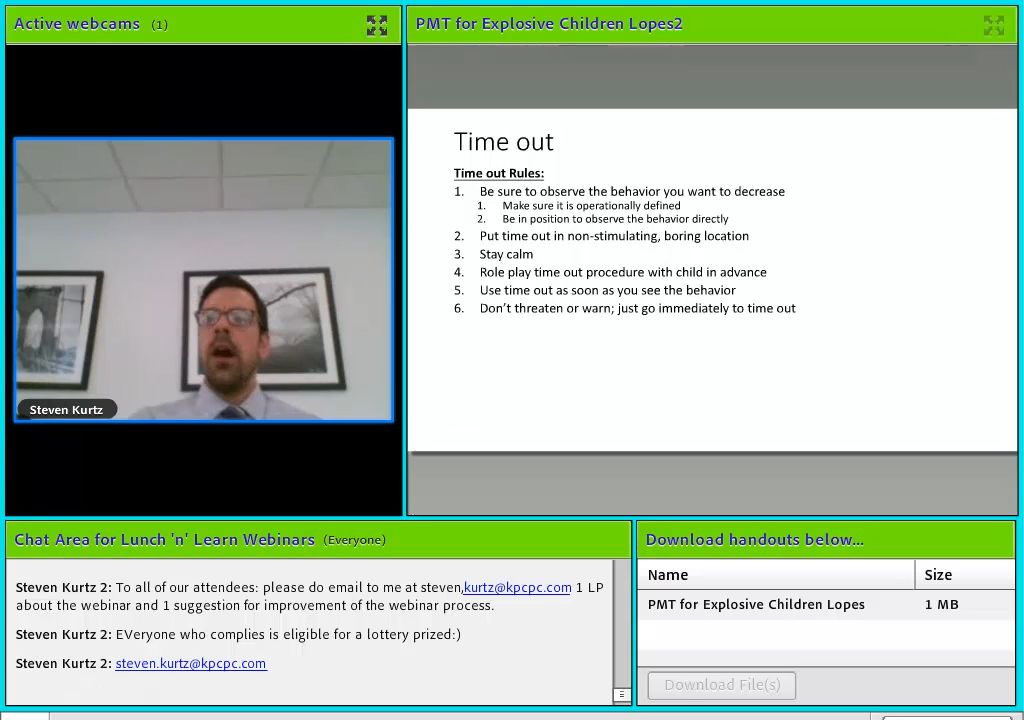 Active webcams (1)
PMT for Explosive Children Lopes2
Steven Kurtz
Time out
Time out Rules:
1. Be sure to observe the behavior you want to decrease
1. Make sure it is operationally defined
2. Be in position to observe the behavior directly
2. Put time out in non-stimulating, boring location
3. Stay calm
4. Role play time out procedure with child in advance
5. Use time out as soon as you see the behavior
6. Don't threaten or warn; just go immediately to time out
Chat Area for Lunch 'n' Learn Webinars (Everyone)
Steven Kurtz 2: To all of our attendees: please do email to me at steven,kurtz@kpcpc.com 1 LP
about the webinar and 1 suggestion for improvement of the webinar process.
Steven Kurtz 2: EVeryone who complies is eligible for a lottery prized:)
Steven Kurtz 2: steven.kurtz@kpcpc.com
Download handouts below...
Name Size
PMT for Explosive Children Lopes 1 MB
Download File(s)